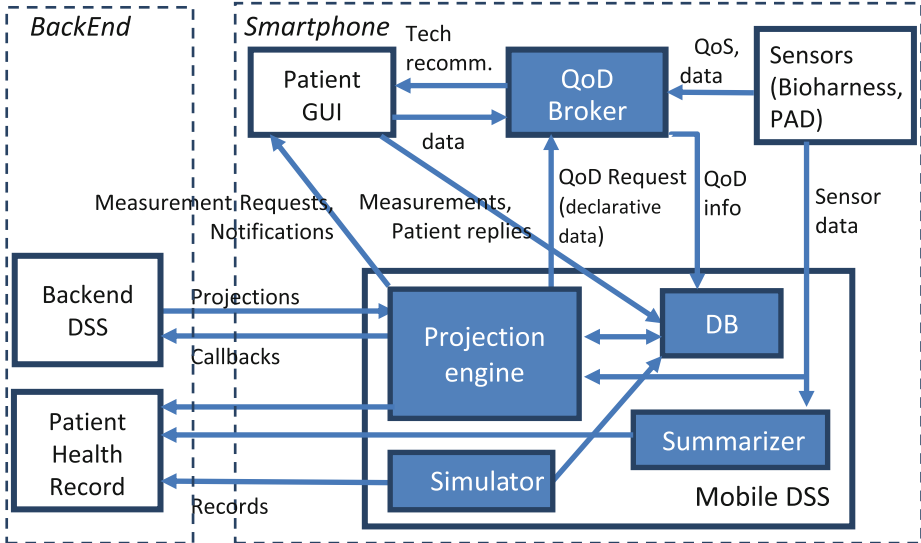 BackEnd
Smartphone
Patient
GUI
Tech
recomm.
data
QoD
Broker
QoS,
data
Sensors
(Bioharness,
PAD)
Measurement Requests,
Notifications
Measurements,
Patient replies
QoD Request
(declarative
data)
QoD
info
Sensor
data
Backend
DSS
Projections
Callbacks
Projection
engine
DB
Patient
Health
Record
Summarizer
Simulator
Records
Mobile DSS